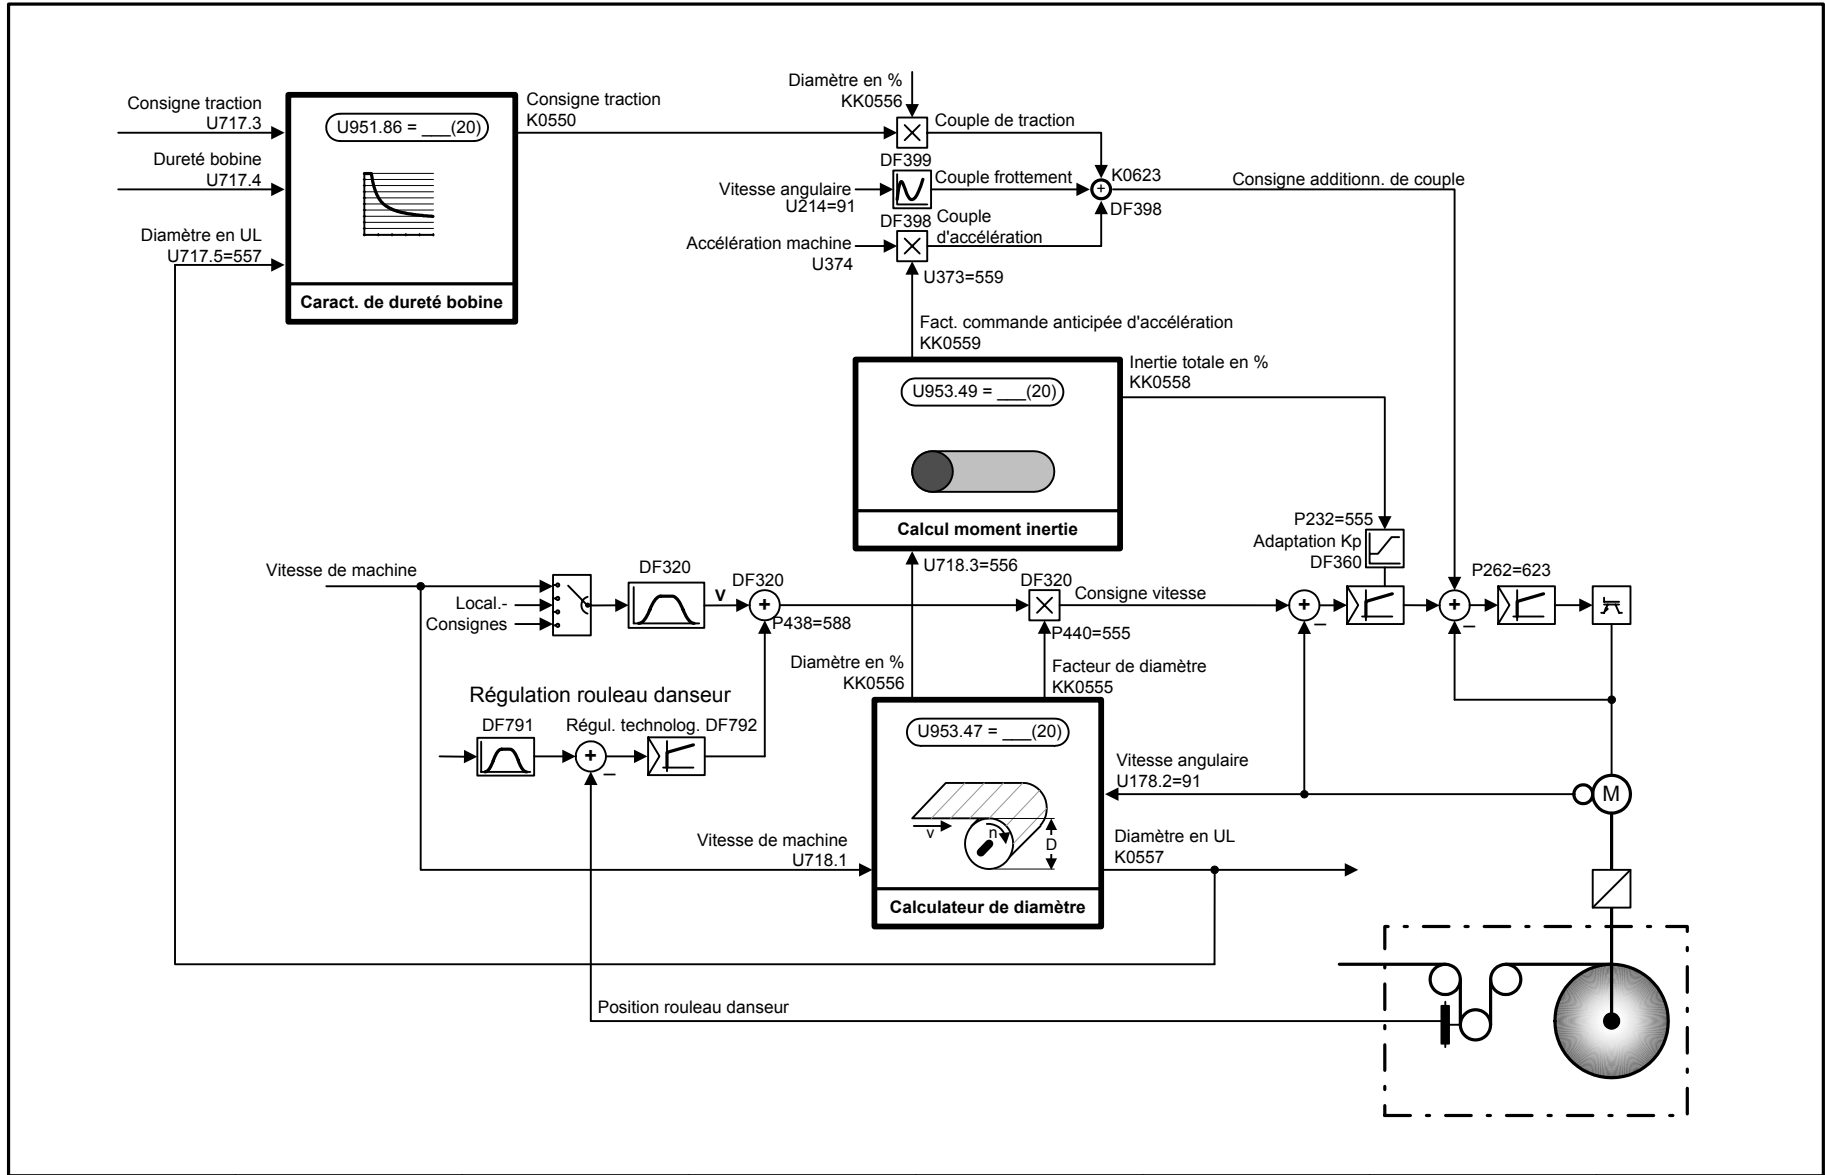 Consigne traction
U717.3
Dureté bobine
U717.4
Diamètre en UL
U717.5=557
U951.86 = ___(20)
Caract. de dureté bobine
Consigne traction
K0550
Diamètre en %
KK0556
Couple de traction
DF399
Vitesse angulaire
U214=91
Couple frottement
K0623
DF398
Consigne additionn. de couple
DF398
Couple
d'accélération
Accélération machine
U374
U373=559
Fact. commande anticipée d'accélération
KK0559
Inertie totale en %
KK0558
U953.49 = ___(20)
Calcul moment inertie
U718.3=556
P232=555
Adaptation Kp
DF360
P262=623
Vitesse de machine
Local.-
Consignes
DF320
v
DF320
+
P438=588
DF320
Consigne vitesse
P440=555
+
–
+
–
Diamètre en %
KK0556
Facteur de diamètre
KK0555
Régulation rouleau danseur
DF791
Régul. technolog. DF792
+
–
U953.47 = ___(20)
v
n
D
Calculateur de diamètre
Vitesse angulaire
U178.2=91
M
Vitesse de machine
U718.1
Diamètre en UL
K0557
Position rouleau danseur